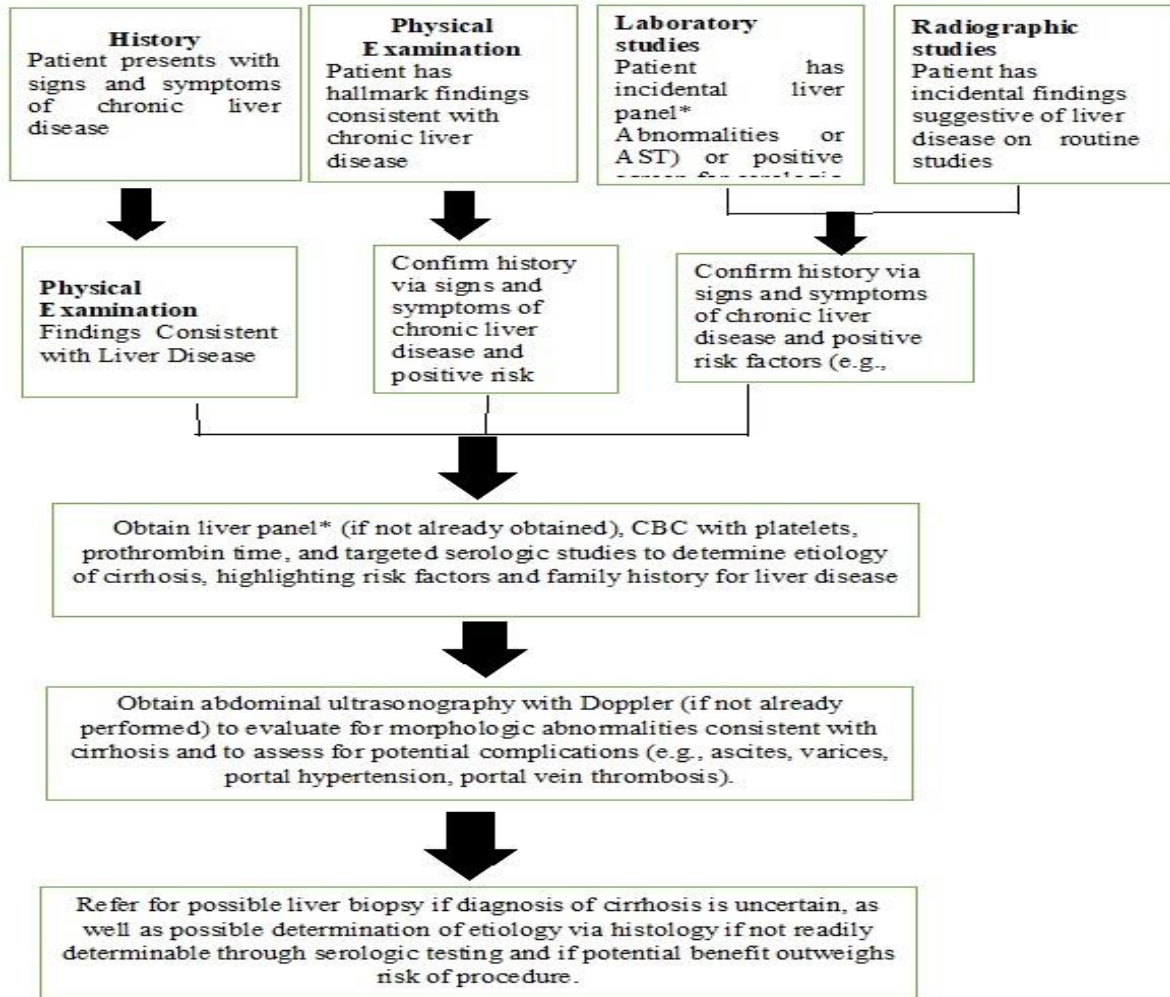 History
Patient presents with
signs and symptoms
of chronic liver
disease
Physical
Examination
Patient has
hallmark findings
consistent with
chronic liver
disease
Laboratory
studies
Patient has
incidental liver
panel*
Abnormalities or
AST) or positive
Radiographic
studies
Patient has
incidental findings
suggestive of liver
disease on routine
studies
Physical
Examination
Findings Consistent
with Liver Disease
Confirm history
via signs and
symptoms of
chronic liver
disease and
positive risk
Confirm history via
signs and symptoms
of chronic liver
disease and positive
risk factors (e.g.,
Obtain liver panel* (if not already obtained), CBC with platelets,
prothrombin time, and targeted serologic studies to determine etiology
of cirrhosis, highlighting risk factors and family history for liver disease
Obtain abdominal ultrasonography with Doppler (if not already
performed) to evaluate for morphologic abnormalities consistent with
cirrhosis and to assess for potential complications (e.g., ascites, varices,
portal hypertension, portal vein thrombosis).
Refer for possible liver biopsy if diagnosis of cirrhosis is uncertain, as
well as possible determination of etiology via histology if not readily
determinable through serologic testing and if potential benefit outweighs
risk of procedure.